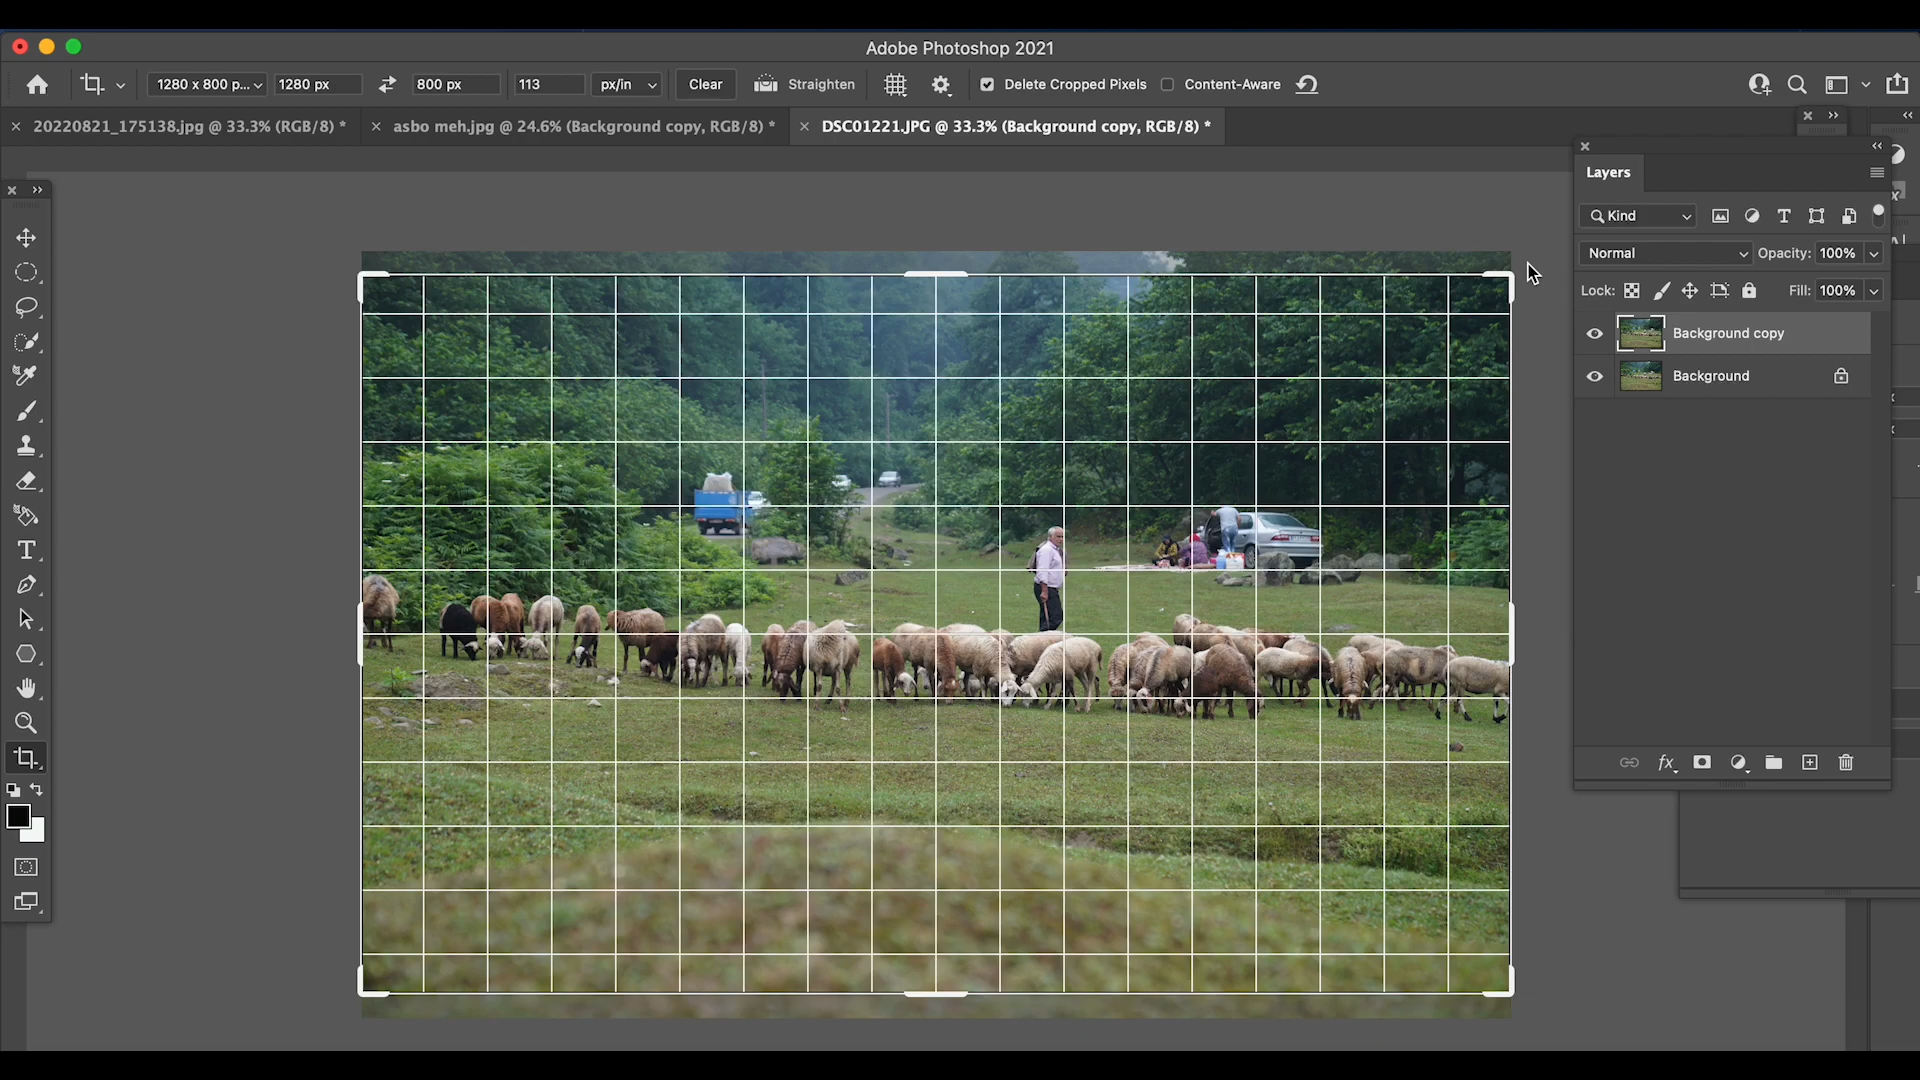 Adobe Photoshop 2021
1280 x 800 p... 1280 px 800 px 113 px/in Clear Straighten Delete Cropped Pixels Content-Aware
20220821_175138.jpg @ 33.3% (RGB/8) * asbo meh.jpg @ 24.6% (Background copy, RGB/8) * DSC01221.JPG @ 33.3% (Background copy, RGB/8) *
Layers
Kind
Normal Opacity: 100%
Lock: Fill: 100%
Background copy
Background